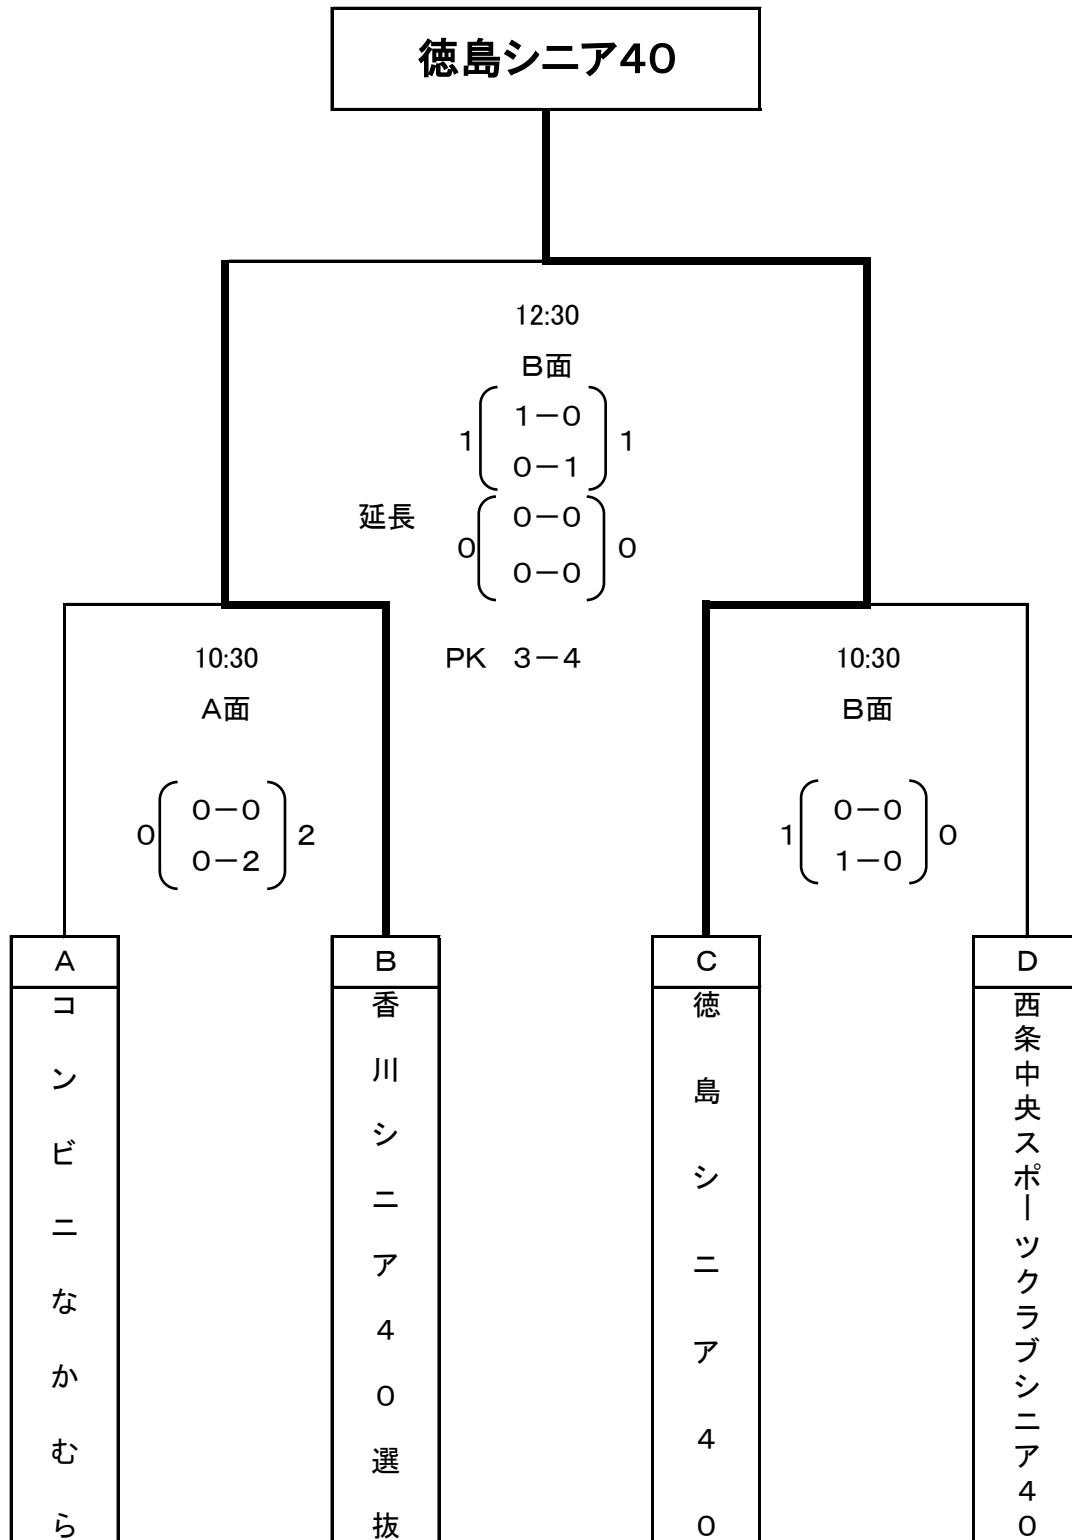 徳島シニア40
12:30
B面
1 1-0 1
0-1
延長 0 0-0 0
0-0
PK 3-4
10:30
A面
0 0-0 2
0-2
10:30
B面
1 0-0 0
1-0
A
コンビニなかむら
B
香川シニア40選抜
C
徳島シニア40
D
西条中央スポーツクラブシニア40